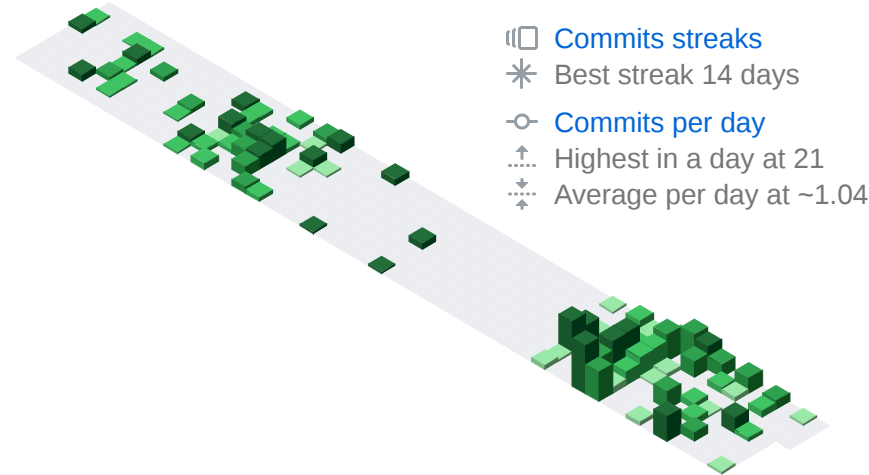 Commits streaks
Best streak 14 days
Commits per day
Highest in a day at 21
Average per day at ~1.04